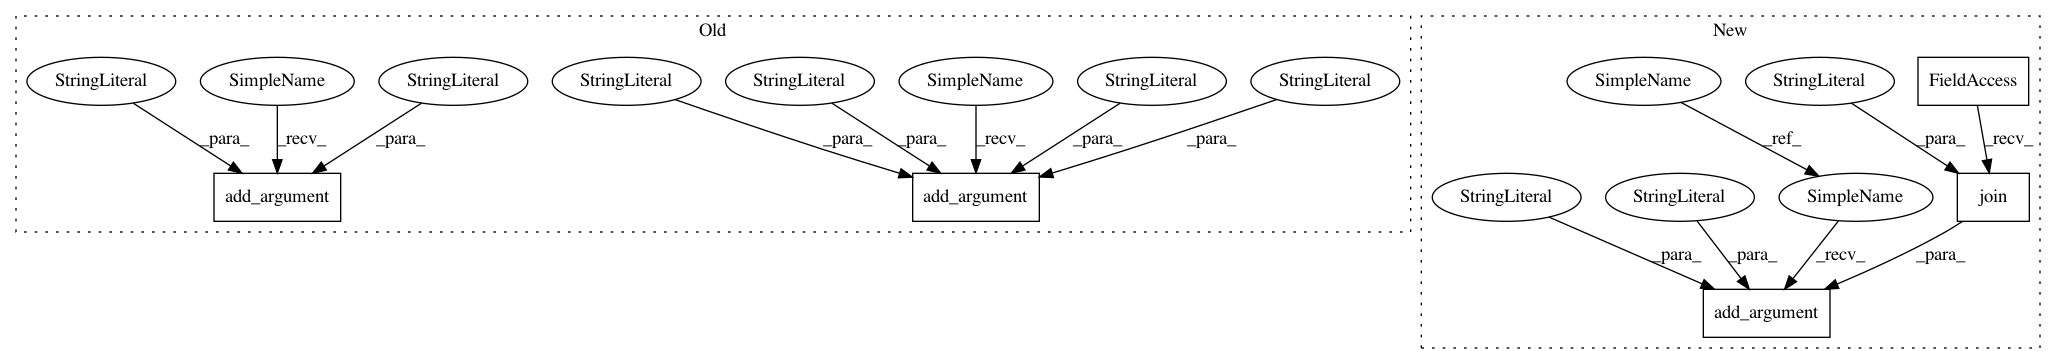 Old
New
StringLiteral SimpleName StringLiteral StringLiteral StringLiteral SimpleName StringLiteral StringLiteral SimpleName StringLiteral FieldAccess
_para_ _recv_ _para_ _para_ _para_ _recv_ _para_ _para_ _ref_ _para_ _recv_
add_argument add_argument StringLiteral StringLiteral SimpleName join
_para_ _para_ _recv_ _para_
add_argument